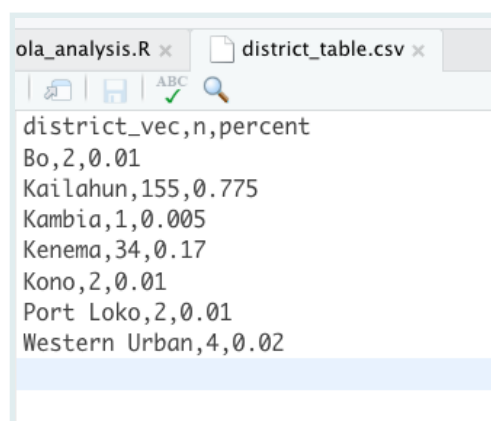 ola_analysis.R × district_table.csv ×
ABC
district_vec,n,percent
Bo,2,0.01
Kailahun,155,0.775
Kambia,1,0.005
Kenema,34,0.17
Kono,2,0.01
Port Loko,2,0.01
Western Urban,4,0.02